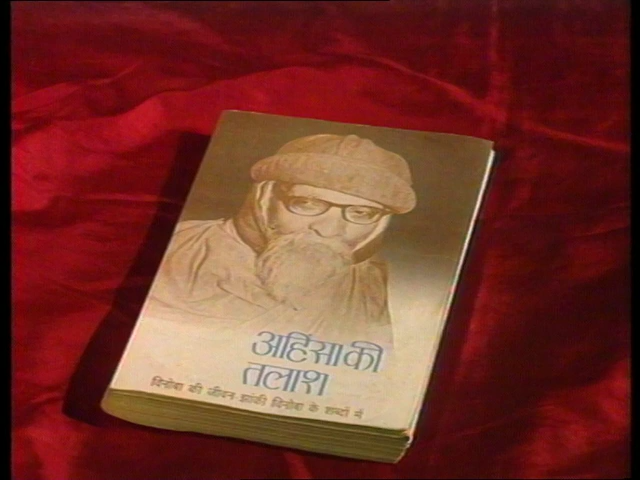 अहिंसा की
तलाश
विनोबा की जीवन-झांकी विनोबा के शब्दों में